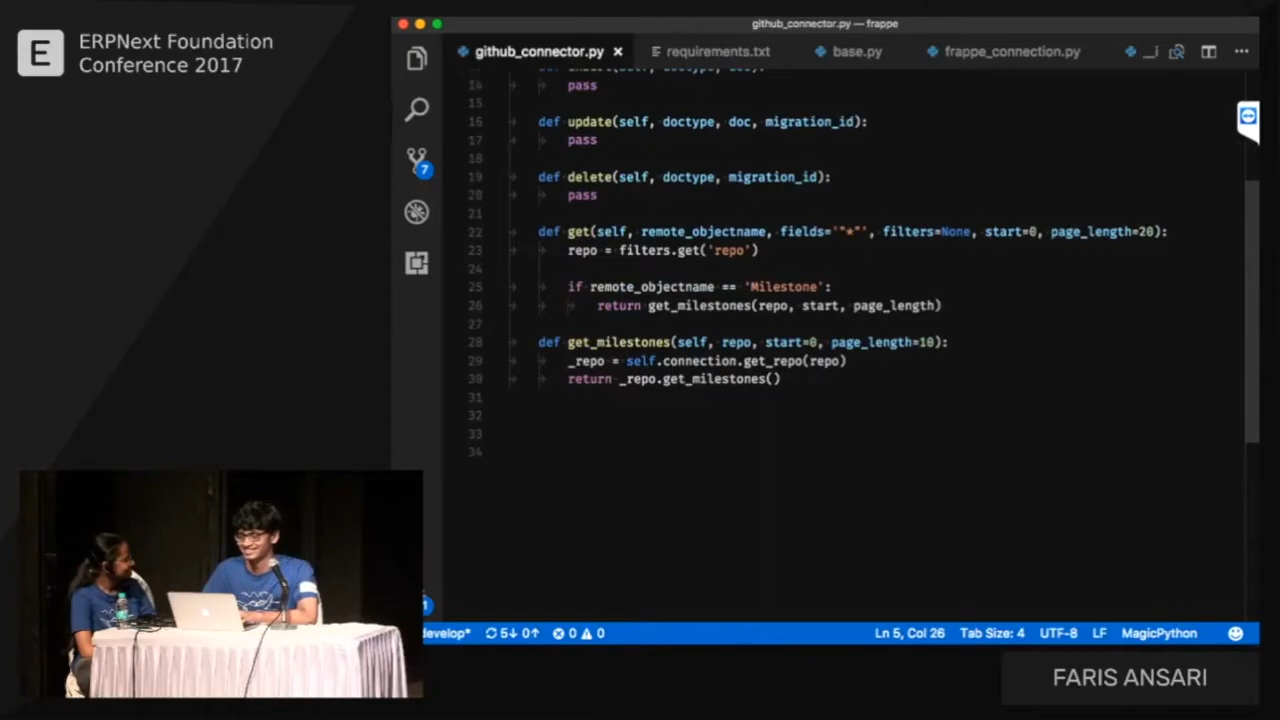 E
ERPNext Foundation
Conference 2017
github_connector.py — frappe
github_connector.py × requirements.txt base.py frappe_connection.py
14 pass
15
16 def update(self, doctype, doc, migration_id):
17 pass
18
19 def delete(self, doctype, migration_id):
20 pass
21
22 def get(self, remote_objectname, fields='"*"', filters=None, start=0, page_length=20):
23 repo = filters.get('repo')
24
25 if remote_objectname == 'Milestone':
26 return get_milestones(repo, start, page_length)
27
28 def get_milestones(self, repo, start=0, page_length=10):
29 _repo = self.connection.get_repo(repo)
30 return _repo.get_milestones()
31
32
33
34
7
1
develop* 5↓ 0↑ 0 0 Ln 5, Col 26 Tab Size: 4 UTF-8 LF MagicPython
FARIS ANSARI